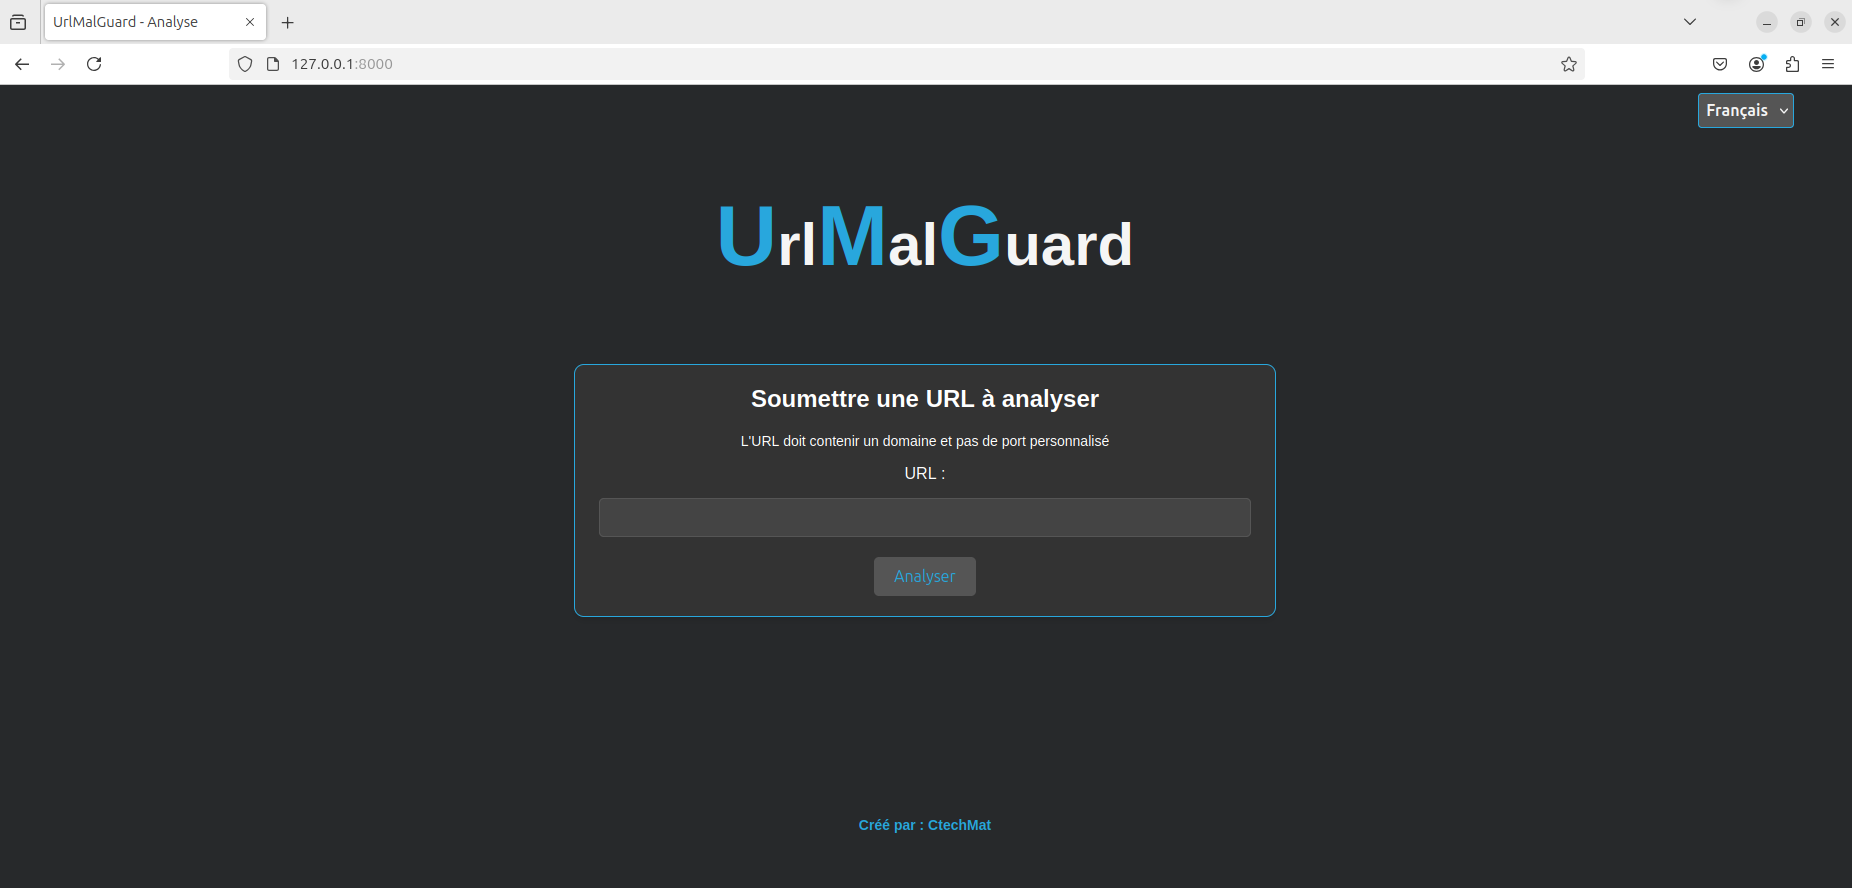 UrlMalGuard - Analyse
127.0.0.1:8000
Français
UrlMalGuard
Soumettre une URL à analyser
L'URL doit contenir un domaine et pas de port personnalisé
URL :
Analyser
Créé par : CtechMat